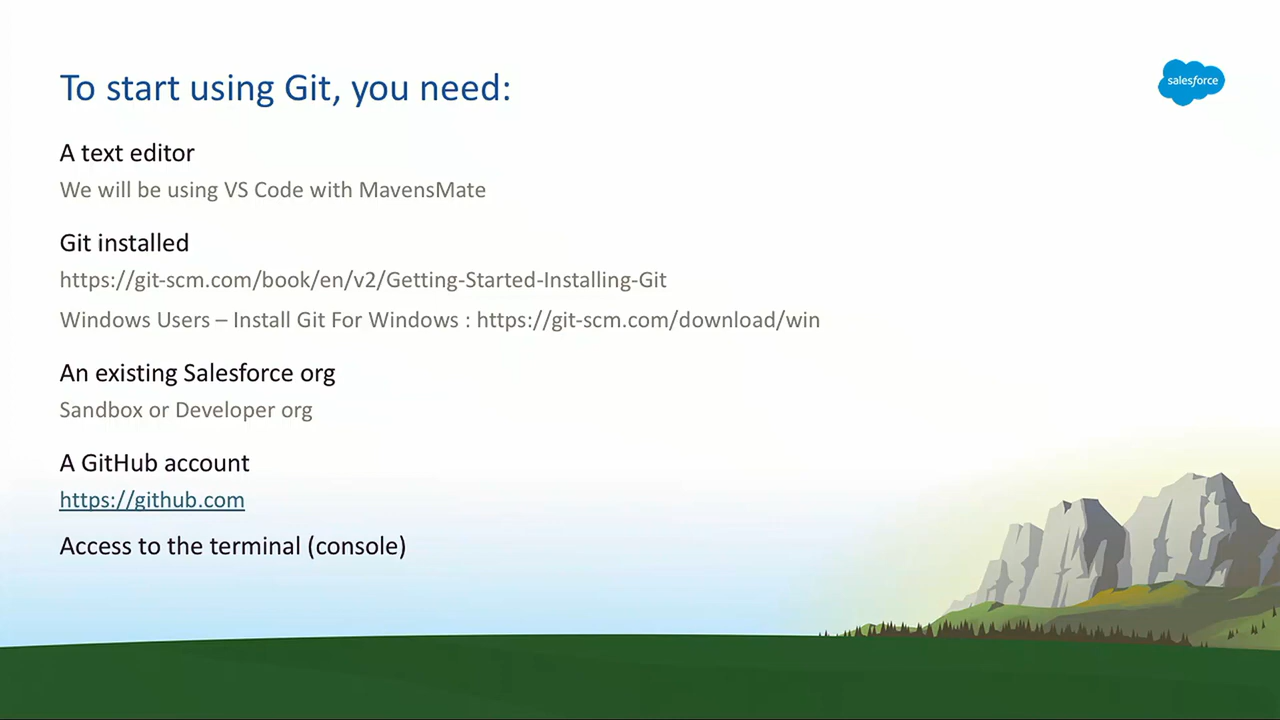 To start using Git, you need:
salesforce
A text editor
We will be using VS Code with MavensMate
Git installed
https://git-scm.com/book/en/v2/Getting-Started-Installing-Git
Windows Users – Install Git For Windows : https://git-scm.com/download/win
An existing Salesforce org
Sandbox or Developer org
A GitHub account
https://github.com
Access to the terminal (console)